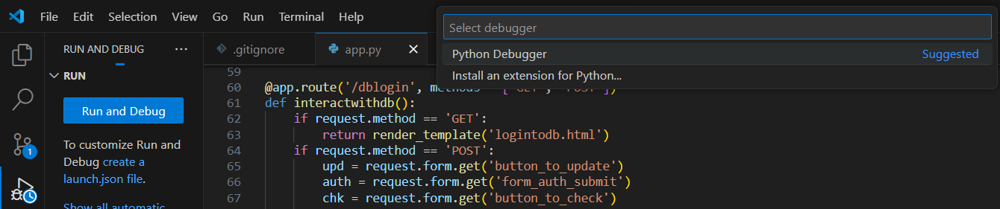 File Edit Selection View Go Run Terminal Help
Select debugger
Python Debugger Suggested
Install an extension for Python...
RUN AND DEBUG ...
RUN
Run and Debug
To customize Run and
Debug create a
launch.json file.
Show all automatic
1
.gitignore
app.py
59
60 @app.route('/dblogin', methods = ['GET', 'POST'])
61 def interactwithdb():
62 if request.method == 'GET':
63 return render_template('logintodb.html')
64 if request.method == 'POST':
65 upd = request.form.get('button_to_update')
66 auth = request.form.get('form_auth_submit')
67 chk = request.form.get('button_to_check')